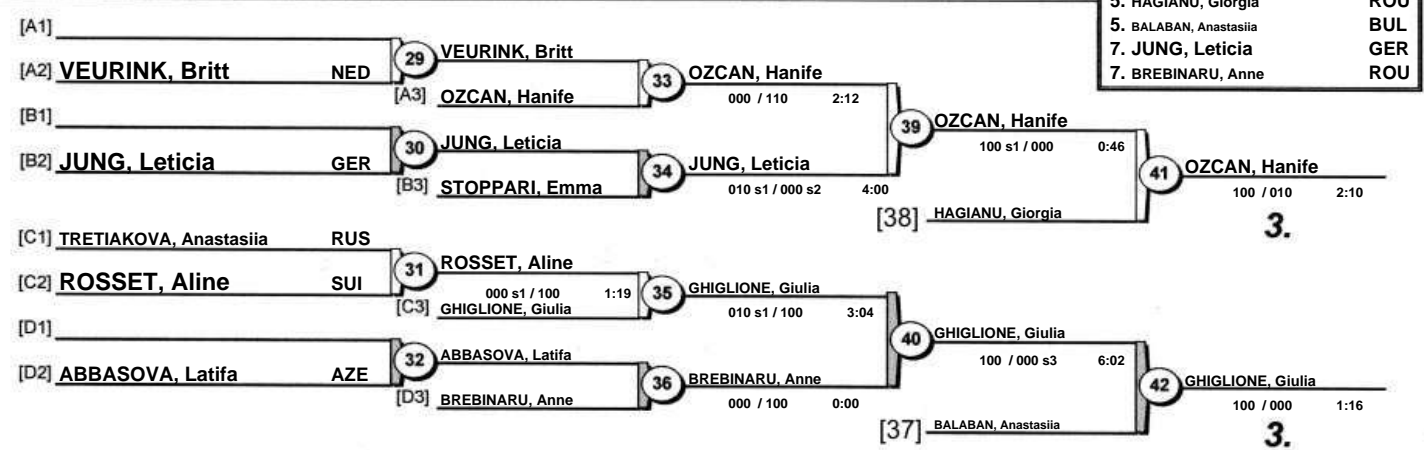 5. HAGIANU, Giorgia ROU
5. BALABAN, Anastasiia BUL
7. JUNG, Leticia GER
7. BREBINARU, Anne ROU
[A1]
[A2] VEURINK, Britt NED
29
VEURINK, Britt
[A3] OZCAN, Hanife
33
OZCAN, Hanife
000 / 110 2:12
[B1]
[B2] JUNG, Leticia GER
30
JUNG, Leticia
[B3] STOPPARI, Emma
34
JUNG, Leticia
010 s1 / 000 s2 4:00
39
OZCAN, Hanife
100 s1 / 000 0:46
[38] HAGIANU, Giorgia
41
OZCAN, Hanife
100 / 010 2:10
3.
[C1] TRETIAKOVA, Anastasiia RUS
[C2] ROSSET, Aline SUI
31
ROSSET, Aline
000 s1 / 100 1:19
[C3] GHIGLIONE, Giulia
35
GHIGLIONE, Giulia
010 s1 / 100 3:04
[D1]
[D2] ABBASOVA, Latifa AZE
32
ABBASOVA, Latifa
[D3] BREBINARU, Anne
36
BREBINARU, Anne
000 / 100 0:00
40
GHIGLIONE, Giulia
100 / 000 s3 6:02
[37] BALABAN, Anastasiia
42
GHIGLIONE, Giulia
100 / 000 1:16
3.